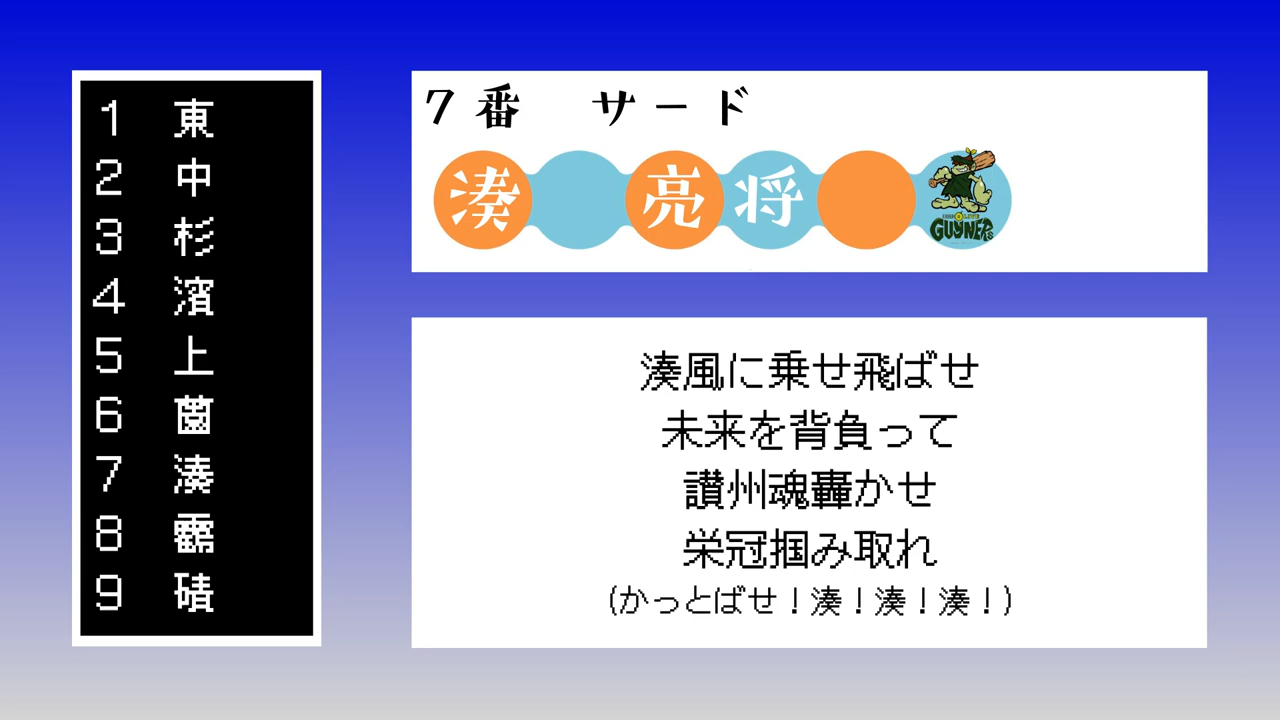 1 東
2 中
3 杉
4 濱
5 上
6 薗
7 湊
8 靍
9 碃
7番 サード
湊 亮将
GUYNERS
湊風に乗せ飛ばせ
未来を背負って
讃州魂轟かせ
栄冠掴み取れ
(かっとばせ！湊！湊！湊！)